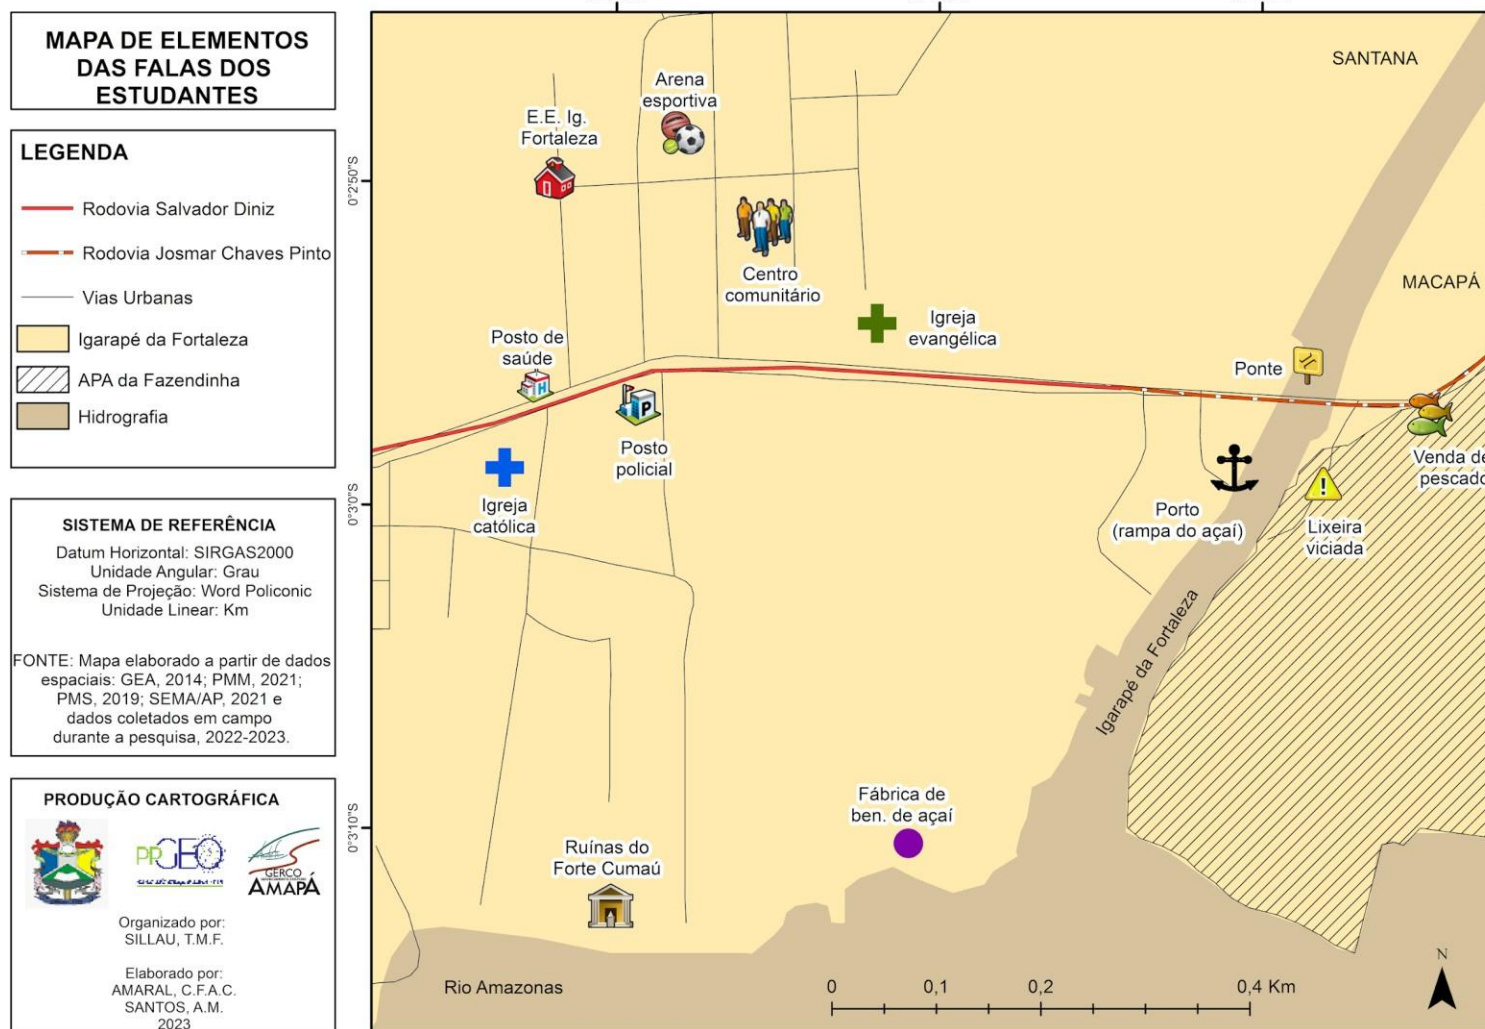 MAPA DE ELEMENTOS
DAS FALAS DOS
ESTUDANTES
LEGENDA
Rodovia Salvador Diniz
Rodovia Josmar Chaves Pinto
Vias Urbanas
Igarapé da Fortaleza
APA da Fazendinha
Hidrografia
SISTEMA DE REFERÊNCIA
Datum Horizontal: SIRGAS2000
Unidade Angular: Grau
Sistema de Projeção: Word Policonic
Unidade Linear: Km
FONTE: Mapa elaborado a partir de dados
espaciais: GEA, 2014; PMM, 2021;
PMS, 2019; SEMA/AP, 2021 e
dados coletados em campo
durante a pesquisa, 2022-2023.
PRODUÇÃO CARTOGRÁFICA
PPGEO
GERCO
AMAPÁ
Organizado por:
SILLAU, T.M.F.
Elaborado por:
AMARAL, C.F.A.C.
SANTOS, A.M.
2023
0°2'50"S
0°3'0"S
0°3'10"S
SANTANA
Arena
esportiva
E.E. Ig.
Fortaleza
Centro
comunitário
MACAPÁ
Igreja
evangélica
Posto de
saúde
Ponte
H
P
Posto
policial
Igreja
católica
Venda de
pescado
Porto
(rampa do açaí)
!
Lixeira
viciada
Igarapé da Fortaleza
Fábrica de
ben. de açaí
Ruínas do
Forte Cumaú
Rio Amazonas
0 0,1 0,2 0,4 Km
N